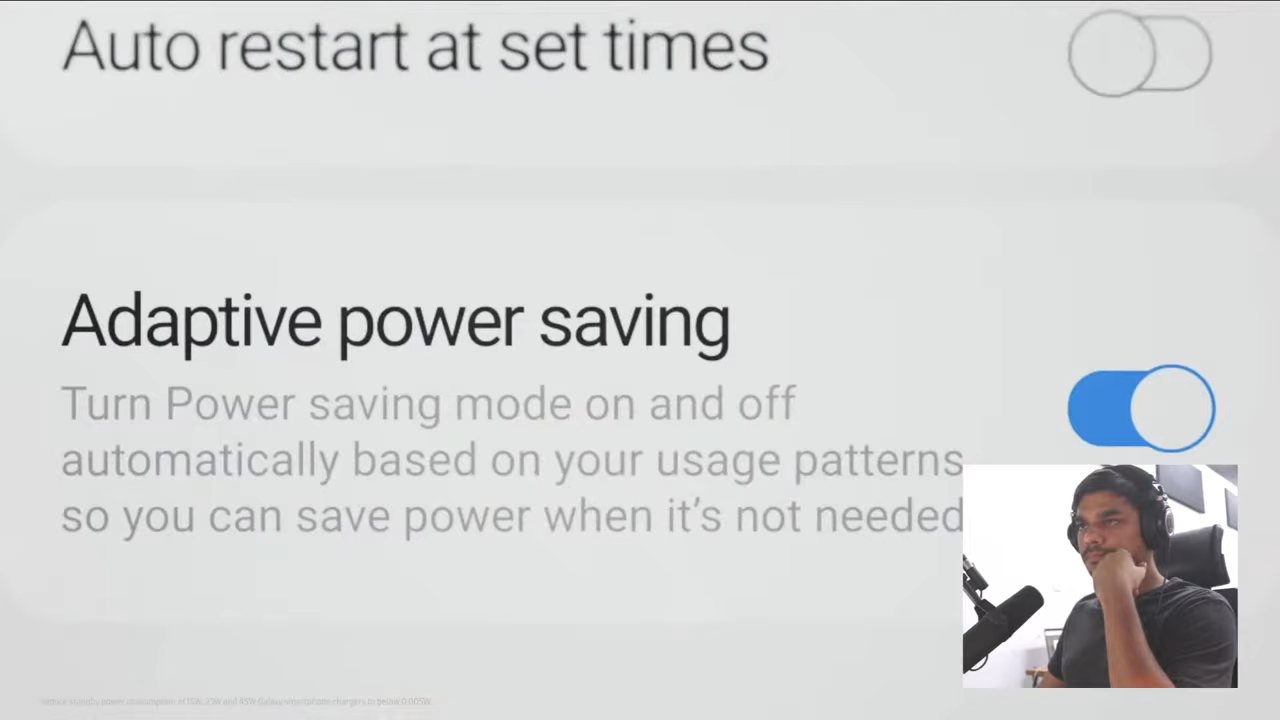 Auto restart at set times
Adaptive power saving
Turn Power saving mode on and off
automatically based on your usage patterns
so you can save power when it's not needed